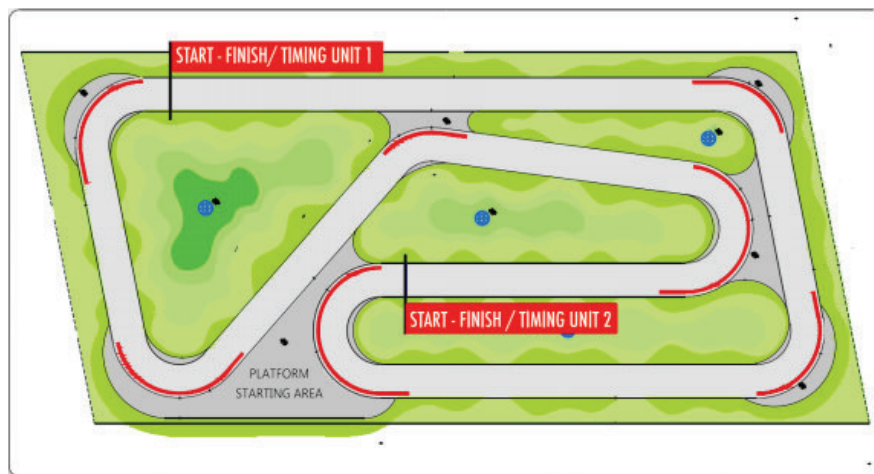 START - FINISH/ TIMING UNIT 1
START - FINISH / TIMING UNIT 2
PLATFORM
STARTING AREA